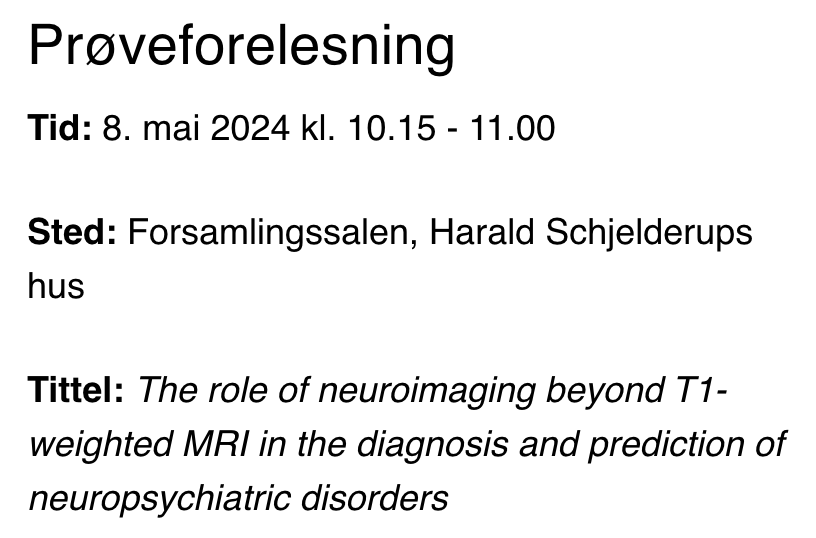 Prøveforelesning
Tid: 8. mai 2024 kl. 10.15 - 11.00
Sted: Forsamlingssalen, Harald Schjelderups
hus
Tittel: The role of neuroimaging beyond T1-
weighted MRI in the diagnosis and prediction of
neuropsychiatric disorders